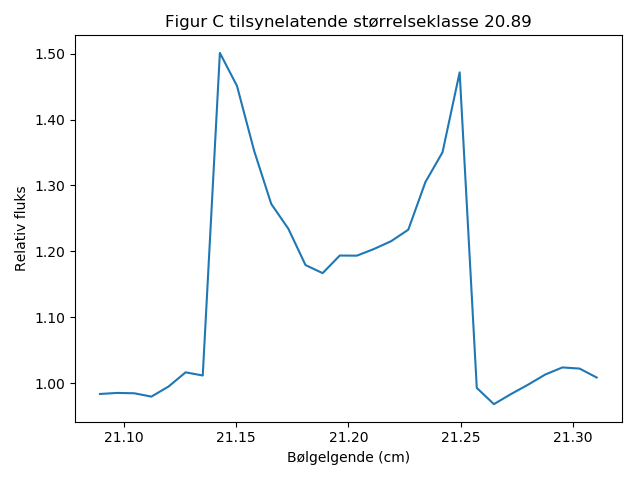 Figur C tilsynelatende størrelseklasse 20.89
1.50
1.40
1.30
1.20
1.10
1.00
Relativ fluks
21.10 21.15 21.20 21.25 21.30
Bølgelgende (cm)